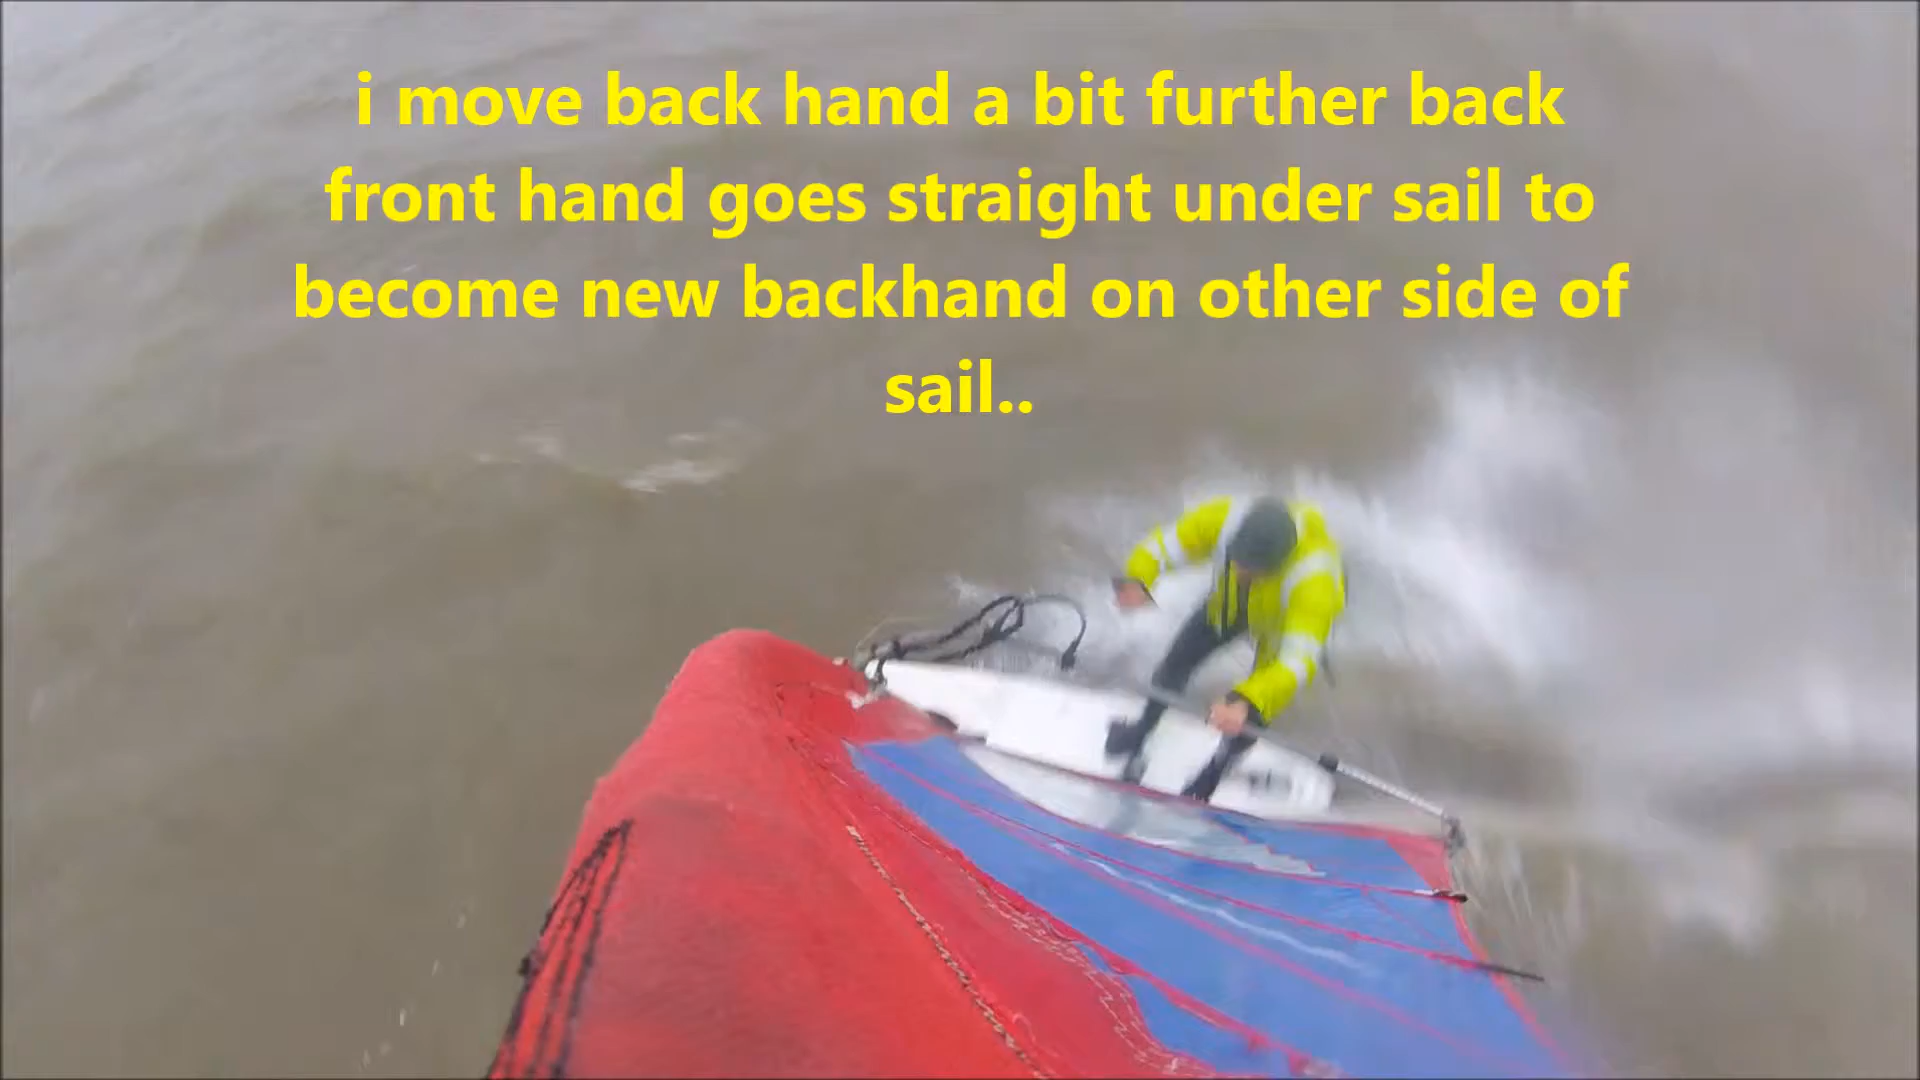 i move back hand a bit further back
front hand goes straight under sail to
become new backhand on other side of
sail..